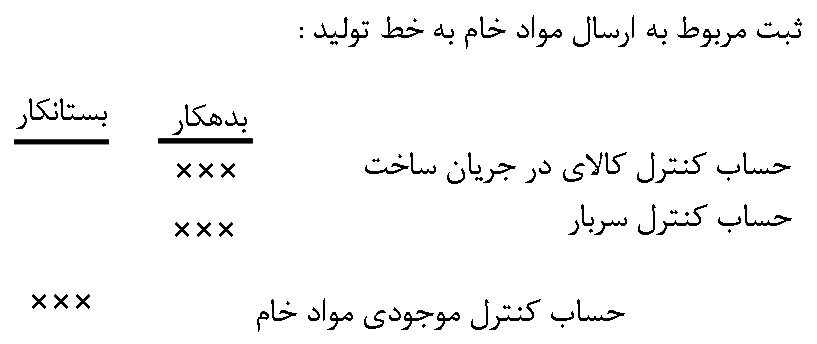 ثبت مربوط به ارسال مواد خام به خط تولید :
بدهکار بستانکار
حساب کنترل کالای در جریان ساخت ×××
حساب کنترل سربار ×××
حساب کنترل موجودی مواد خام ×××